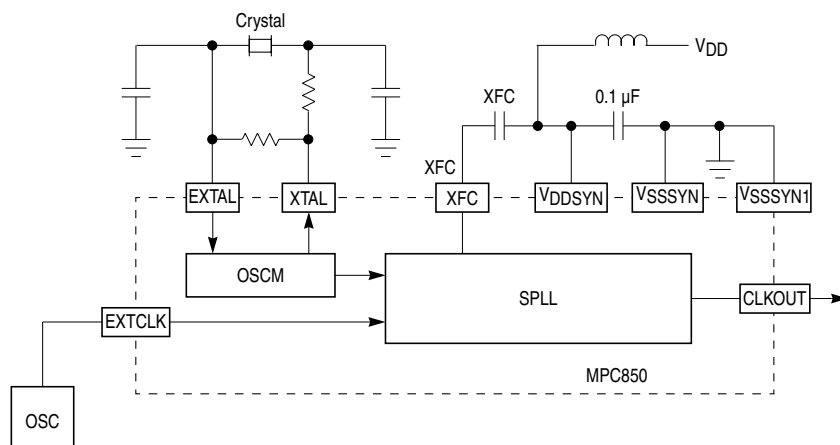 Crystal
VDD
XFC
0.1 µF
XFC
EXTAL
XTAL
XFC
VDDSYN
VSSSYN
VSSSYN1
OSCM
SPLL
CLKOUT
EXTCLK
MPC850
OSC